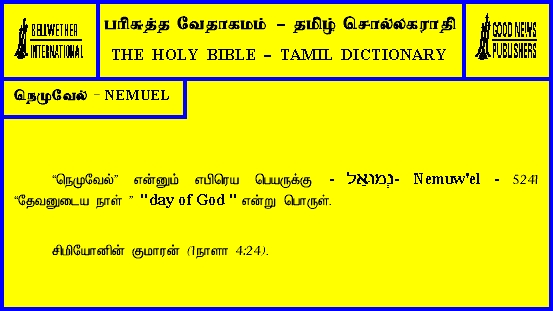 BELLWETHER
INTERNATIONAL
பரிசுத்த வேதாகமம் – தமிழ் சொல்லகராதி
THE HOLY BIBLE – TAMIL DICTIONARY
GOOD NEWS
PUBLISHERS
நெமுவேல் – NEMUEL
“நெமுவேல்” என்னும் எபிரெய பெயருக்கு - נְמוּאֵל- Nemuw'el - 5241
“தேவனுடைய நாள் ” "day of God " என்று பொருள்.
சிமியோனின் குமாரன் (1நாளா 4:24).